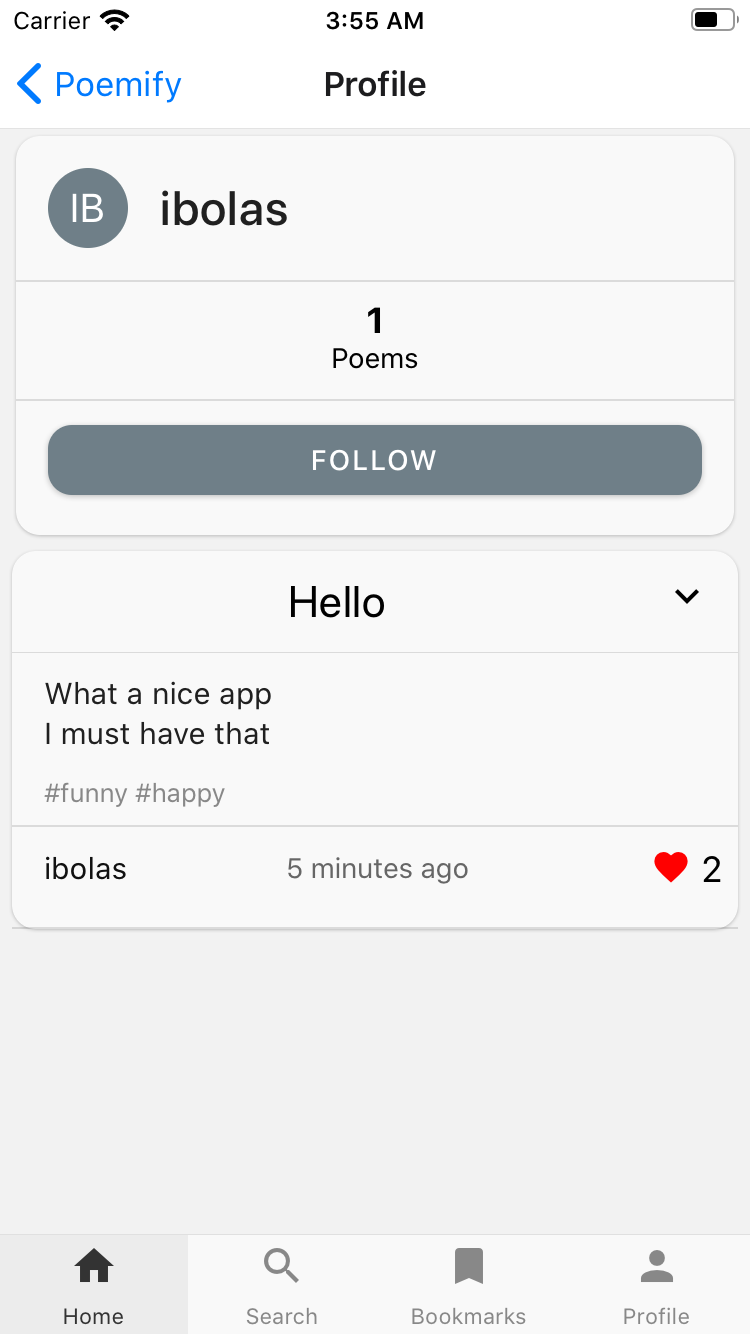 Carrier 3:55 AM
Poemify Profile
IB ibolas
1
Poems
FOLLOW
Hello
What a nice app
I must have that
#funny #happy
ibolas 5 minutes ago 2
Home Search Bookmarks Profile